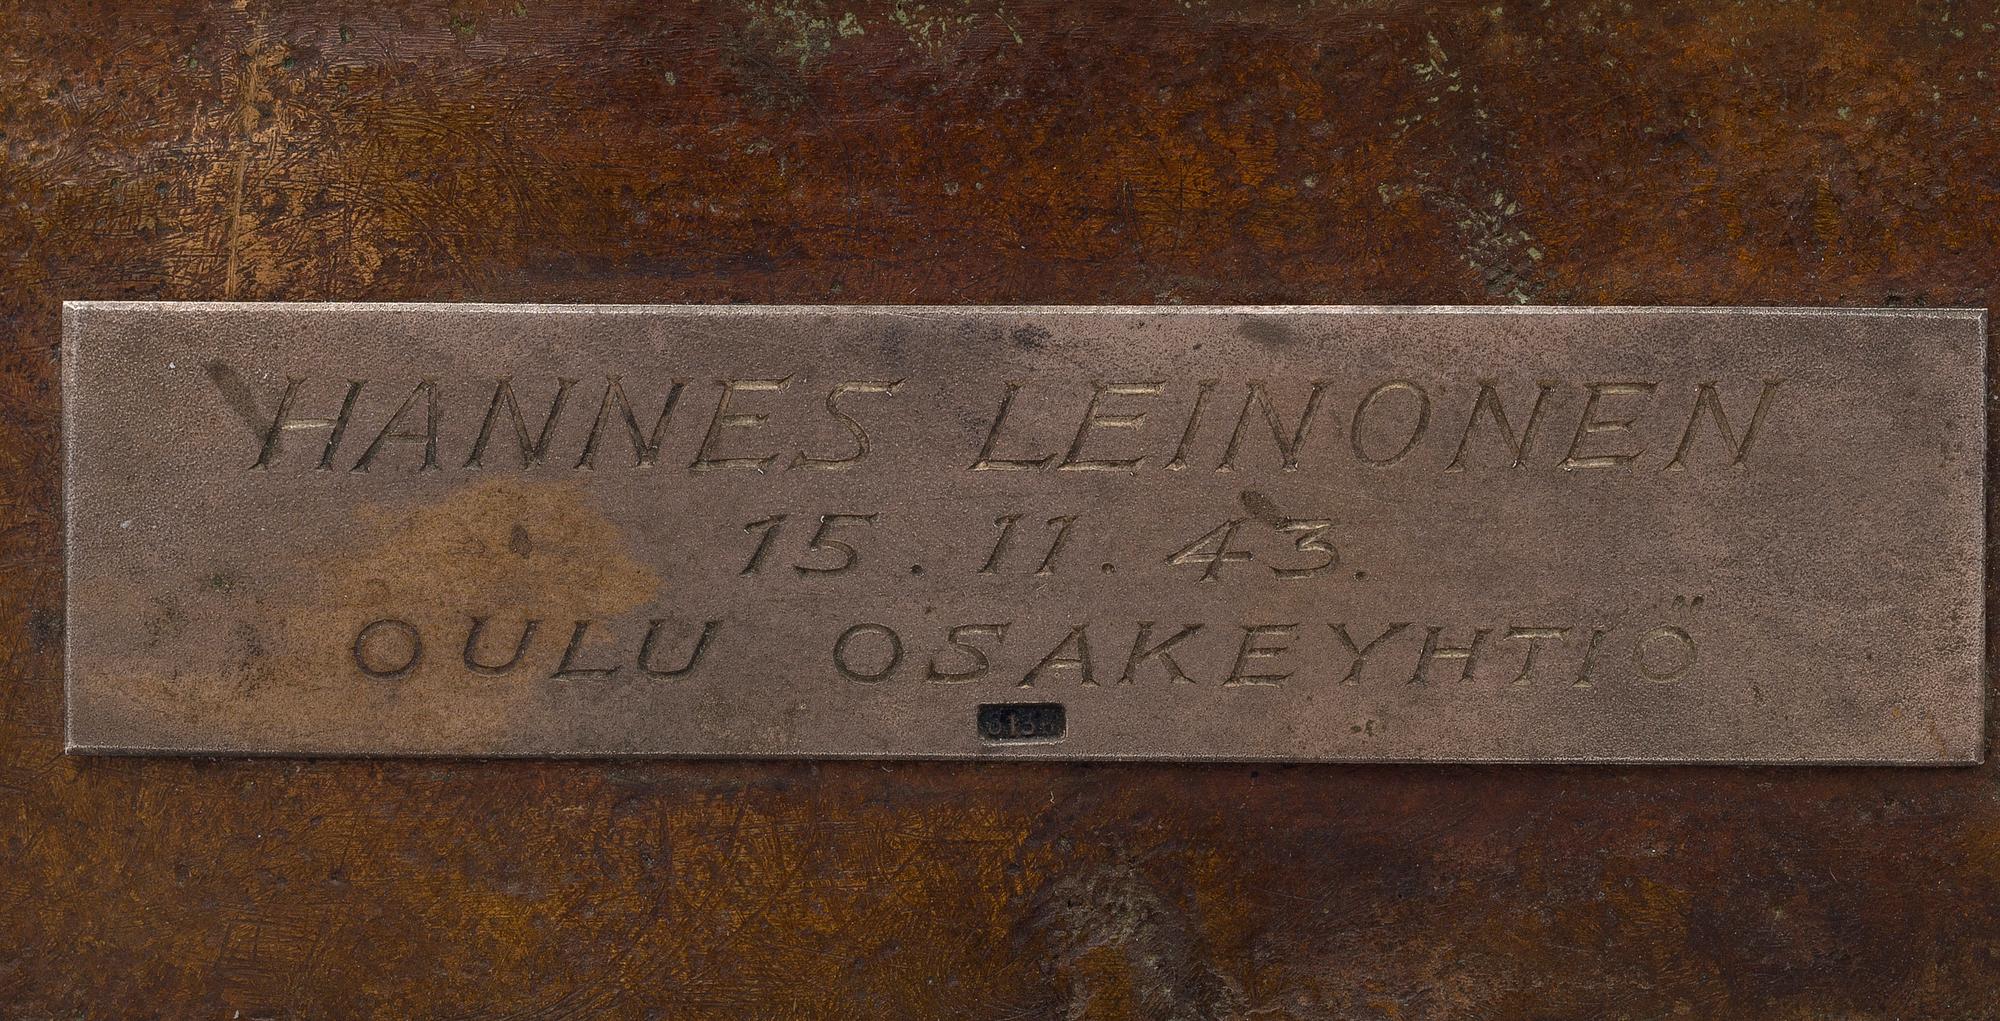 HANNES LEINONEN
15. 11. 43.
OULU OSAKEYHTIÖ